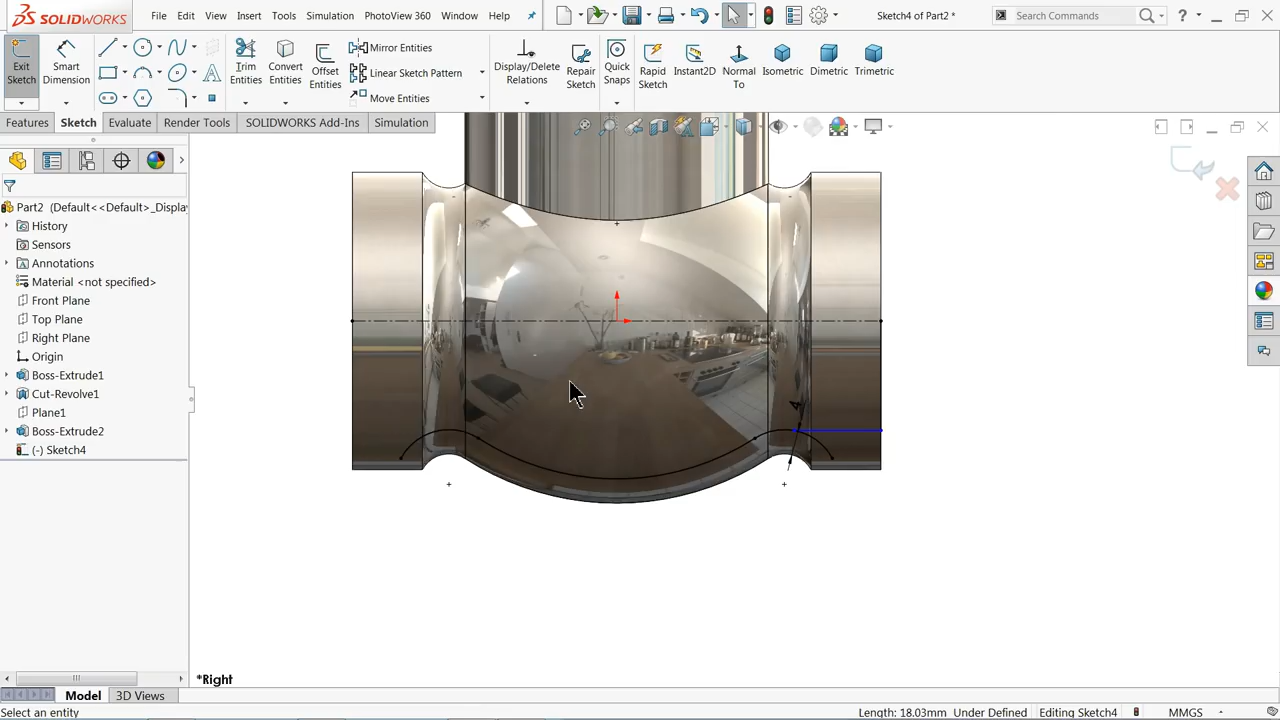 SOLIDWORKS
File
Edit
View
Insert
Tools
Simulation
PhotoView 360
Window
Help
Sketch4 of Part2 *
Search Commands
Exit Sketch
Smart Dimension
Trim Entities
Convert Entities
Offset Entities
Mirror Entities
Linear Sketch Pattern
Move Entities
Display/Delete Relations
Repair Sketch
Quick Snaps
Rapid Sketch
Instant2D
Normal To
Isometric
Dimetric
Trimetric
Features
Sketch
Evaluate
Render Tools
SOLIDWORKS Add-Ins
Simulation
Part2 (Default<<Default>_Display
History
Sensors
Annotations
Material <not specified>
Front Plane
Top Plane
Right Plane
Origin
Boss-Extrude1
Cut-Revolve1
Plane1
Boss-Extrude2
(-) Sketch4
4
*Right
Model
3D Views
Select an entity
Length: 18.03mm
Under Defined
Editing Sketch4
MMGS